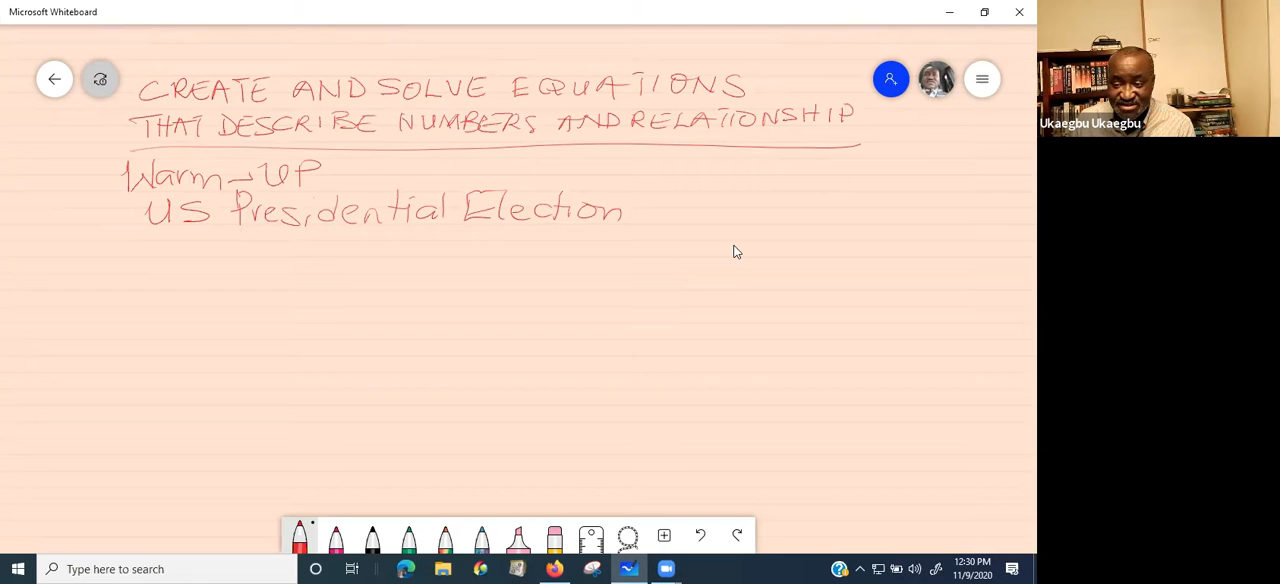 Microsoft Whiteboard
CREATE AND SOLVE EQUATIONS
THAT DESCRIBE NUMBERS AND RELATIONSHIP
Warm-UP
US Presidential Election
Ukaegbu Ukaegbu
Type here to search
12:30 PM
11/9/2020